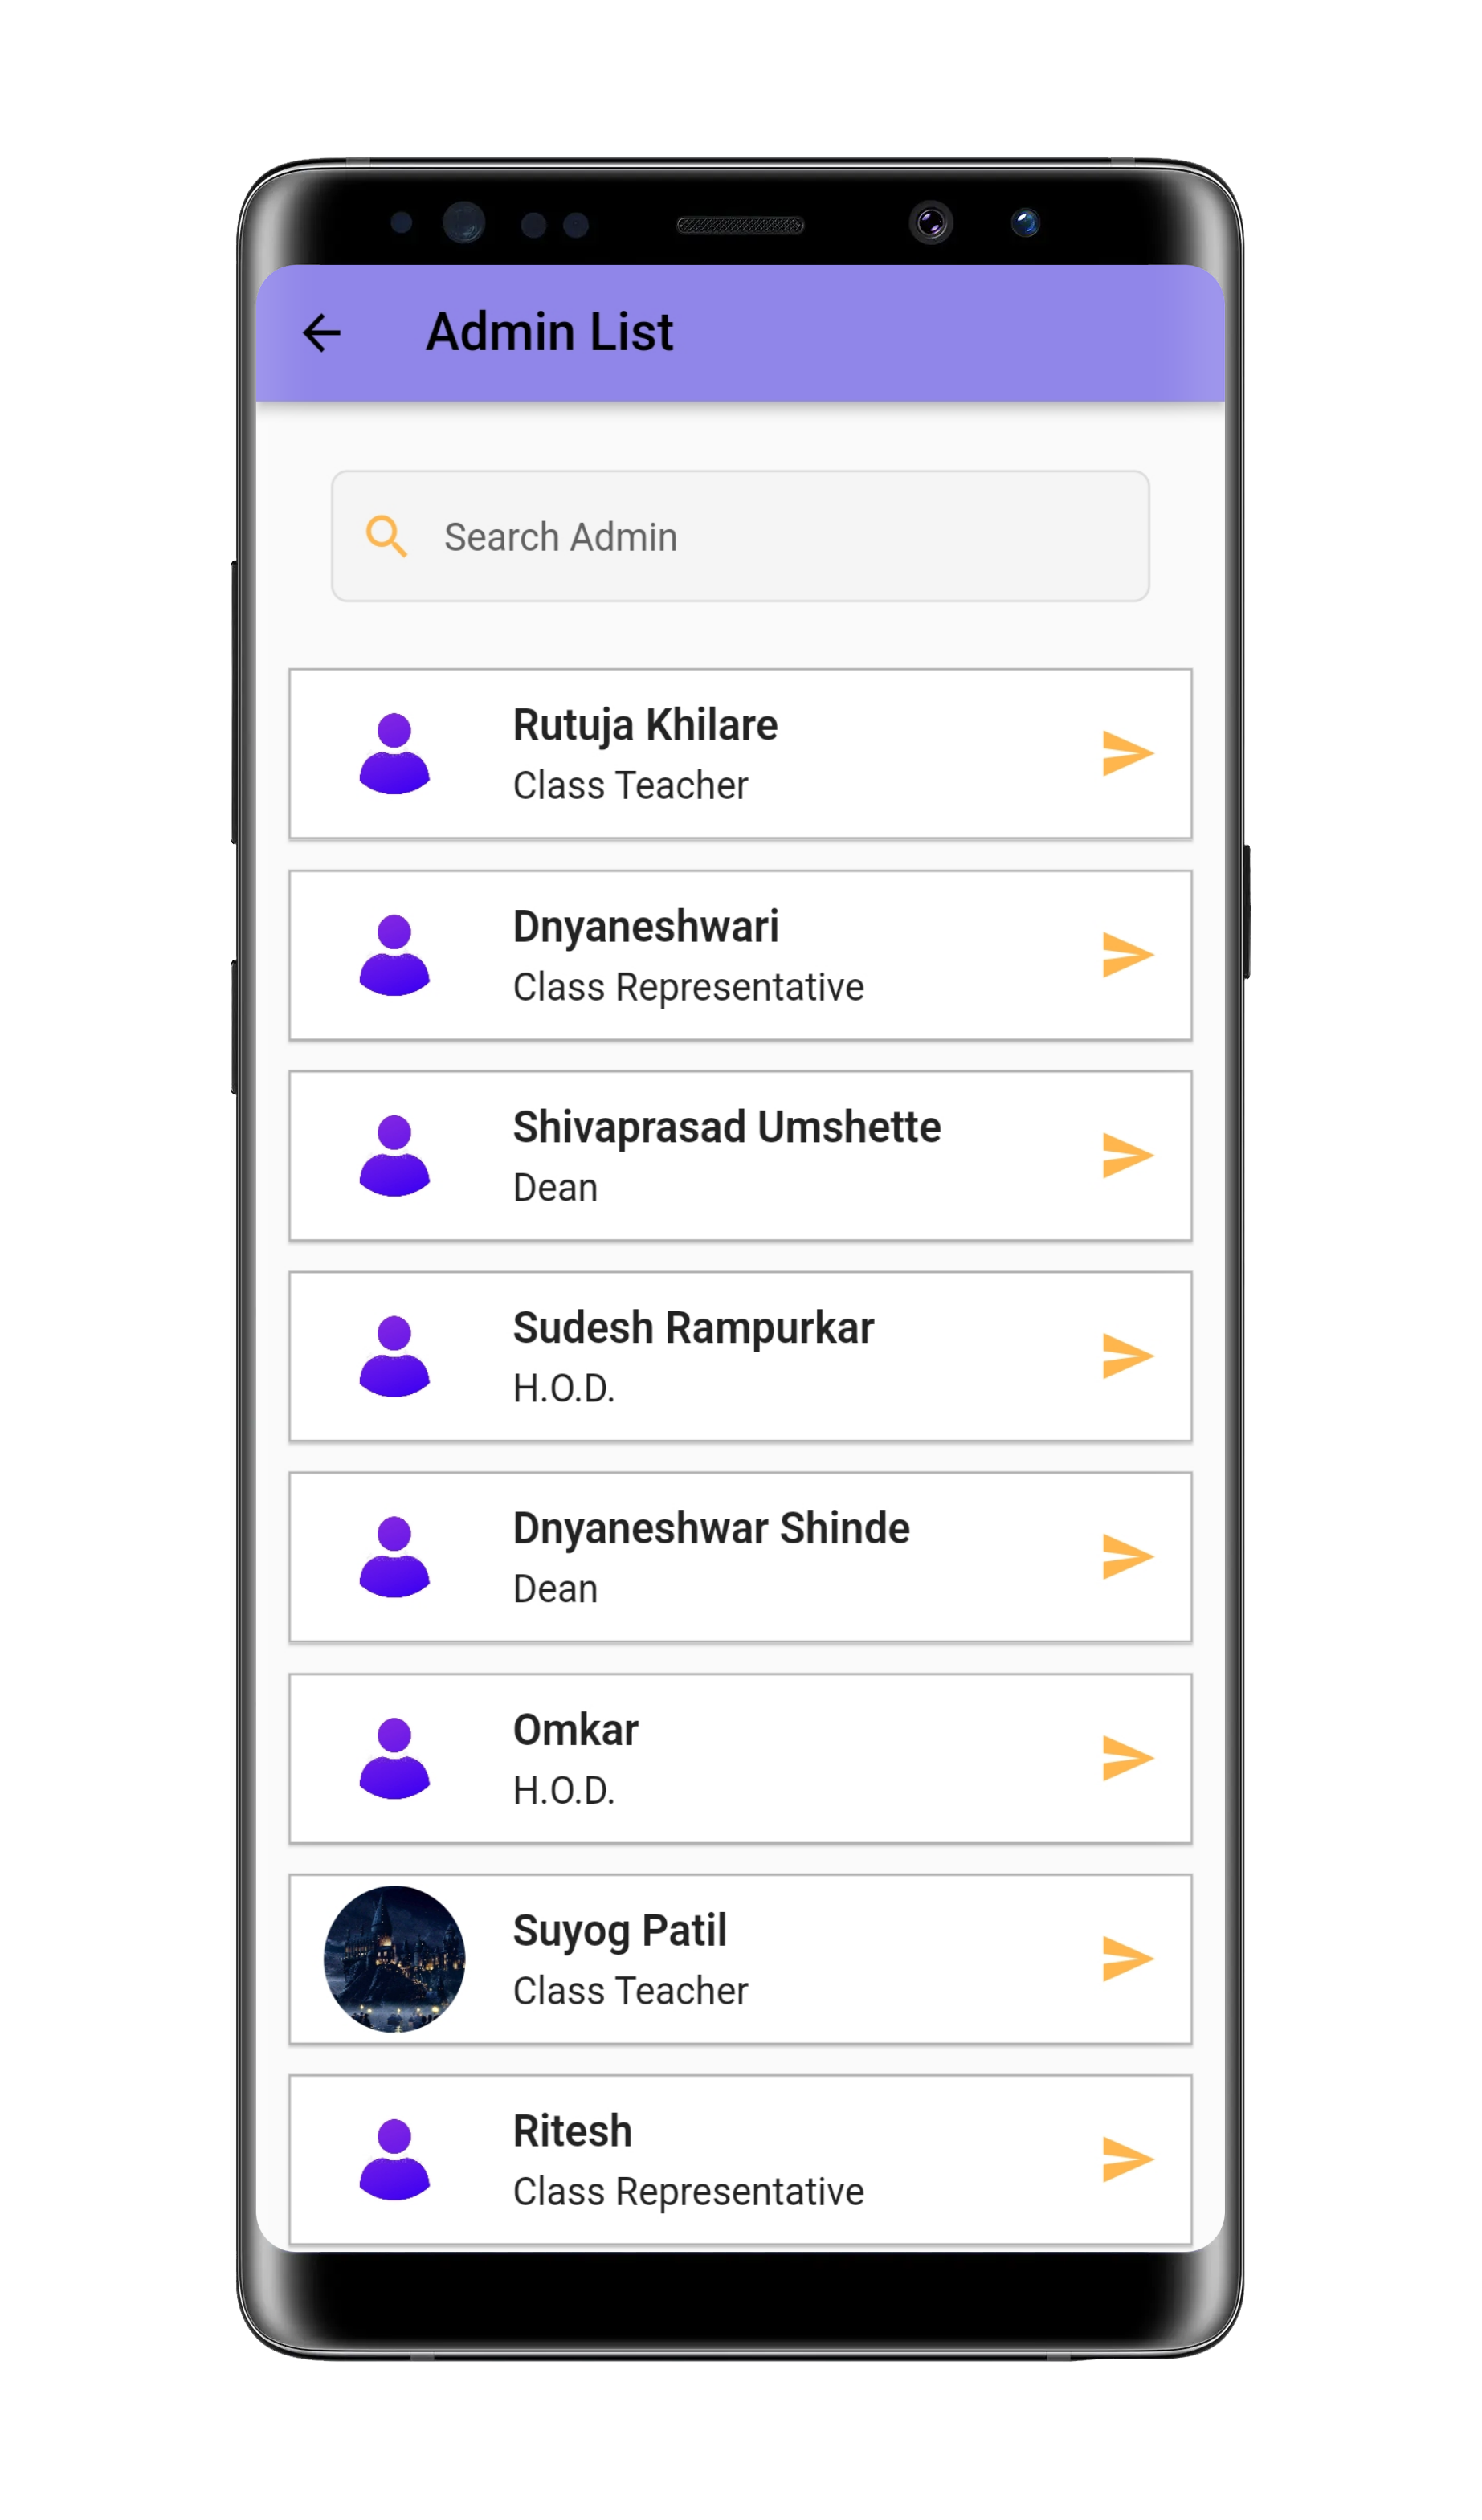 Admin List
Search Admin
Rutuja Khilare
Class Teacher
Dnyaneshwari
Class Representative
Shivaprasad Umshette
Dean
Sudesh Rampurkar
H.O.D.
Dnyaneshwar Shinde
Dean
Omkar
H.O.D.
Suyog Patil
Class Teacher
Ritesh
Class Representative